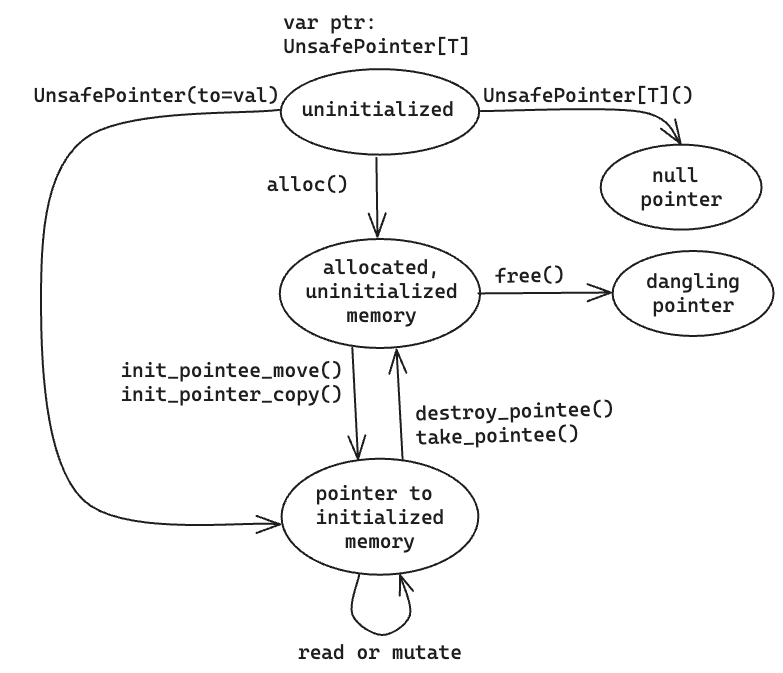 var ptr:
UnsafePointer[T]
UnsafePointer(to=val)
uninitialized
UnsafePointer[T]()
null
pointer
alloc()
allocated,
uninitialized
memory
free()
dangling
pointer
init_pointee_move()
init_pointer_copy()
destroy_pointee()
take_pointee()
pointer to
initialized
memory
read or mutate